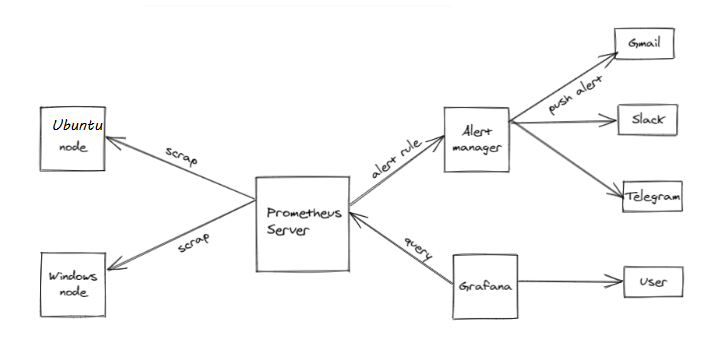 Gmail
push alert
Ubuntu
node
scrap
alert rule
Alert
manager
Slack
Prometheus
Server
Telegram
scrap
query
Windows
node
Grafana
User